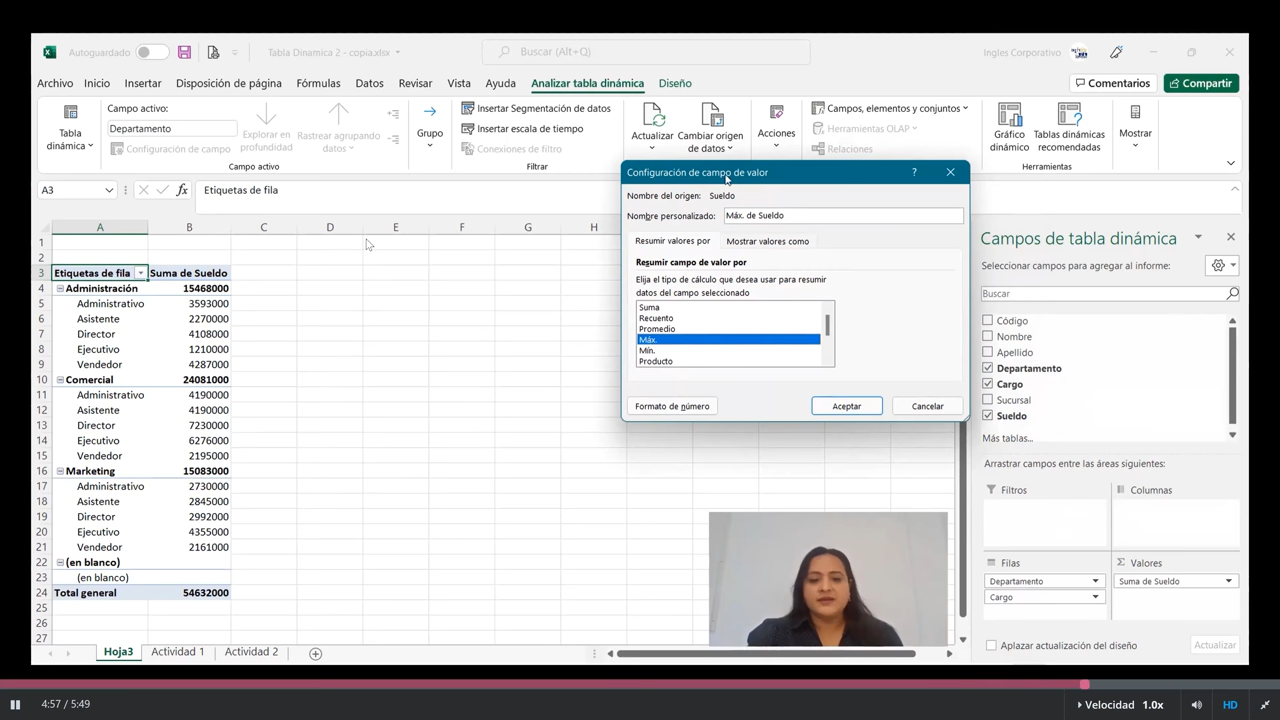 Autoguardado
Tabla Dinamica 2 - copia.xlsx
Buscar (Alt+Q)
Ingles Corporativo
Archivo Inicio Insertar Disposición de página Fórmulas Datos Revisar Vista Ayuda Analizar tabla dinámica Diseño
Comentarios
Compartir
Tabla dinámica
Campo activo:
Departamento
Configuración de campo
Explorar en profundidad
Rastrear agrupando datos
Campo activo
Grupo
Insertar Segmentación de datos
Insertar escala de tiempo
Conexiones de filtro
Filtrar
Actualizar
Cambiar origen de datos
Acciones
Campos, elementos y conjuntos
Herramientas OLAP
Relaciones
Gráfico dinámico
Tablas dinámicas recomendadas
Herramientas
Mostrar
A3
fx
Etiquetas de fila
A B C D E F G H
1
2
3 Etiquetas de fila Suma de Sueldo
4 Administración 15468000
5 Administrativo 3593000
6 Asistente 2270000
7 Director 4108000
8 Ejecutivo 1210000
9 Vendedor 4287000
10 Comercial 24081000
11 Administrativo 4190000
12 Asistente 4190000
13 Director 7230000
14 Ejecutivo 6276000
15 Vendedor 2195000
16 Marketing 15083000
17 Administrativo 2730000
18 Asistente 2845000
19 Director 2992000
20 Ejecutivo 4355000
21 Vendedor 2161000
22 (en blanco)
23 (en blanco)
24 Total general 54632000
25
26
27
Hoja3 Actividad 1 Actividad 2
Configuración de campo de valor
?
Nombre del origen: Sueldo
Nombre personalizado: Máx. de Sueldo
Resumir valores por Mostrar valores como
Resumir campo de valor por
Elija el tipo de cálculo que desea usar para resumir
datos del campo seleccionado
Suma
Recuento
Promedio
Máx.
Mín.
Producto
Formato de número
Aceptar
Cancelar
Campos de tabla dinámica
Seleccionar campos para agregar al informe:
Buscar
Código
Nombre
Apellido
Departamento
Cargo
Sucursal
Sueldo
Más tablas...
Arrastrar campos entre las áreas siguientes:
Filtros
Columnas
Filas
Σ Valores
Departamento
Suma de Sueldo
Cargo
Aplazar actualización del diseño
Actualizar
4:57 / 5:49
Velocidad 1.0x
HD